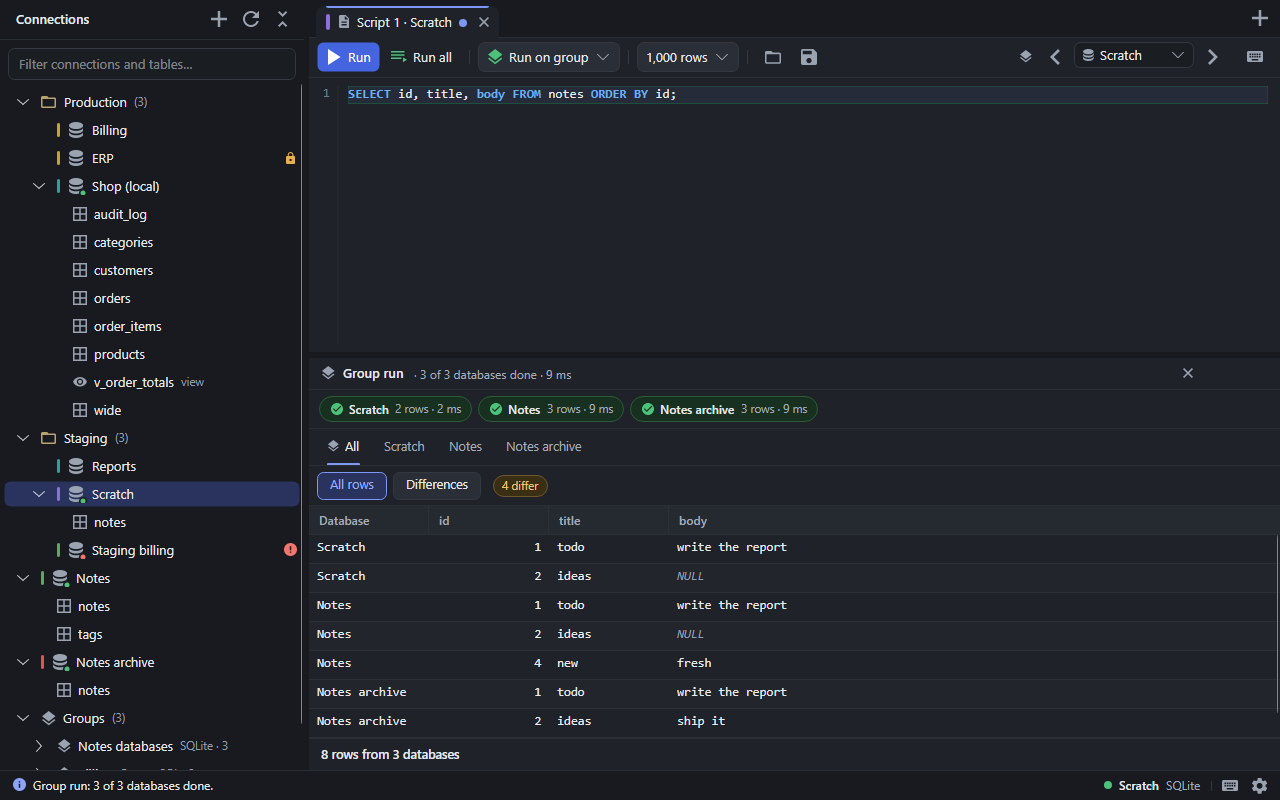 Connections
Script 1 · Scratch
Filter connections and tables...
Run
Run all
Run on group
1,000 rows
Scratch
Production (3)
Billing
ERP
Shop (local)
audit_log
categories
customers
orders
order_items
products
v_order_totals view
wide
Staging (3)
Reports
Scratch
notes
Staging billing
Notes
notes
tags
Notes archive
notes
Groups (3)
Notes databases SQLite · 3
1 SELECT id, title, body FROM notes ORDER BY id;
Group run · 3 of 3 databases done · 9 ms
Scratch 2 rows · 2 ms
Notes 3 rows · 9 ms
Notes archive 3 rows · 9 ms
All Scratch Notes Notes archive
All rows Differences 4 differ
Database id title body
Scratch 1 todo write the report
Scratch 2 ideas NULL
Notes 1 todo write the report
Notes 2 ideas NULL
Notes 4 new fresh
Notes archive 1 todo write the report
Notes archive 2 ideas ship it
8 rows from 3 databases
Group run: 3 of 3 databases done.
Scratch SQLite